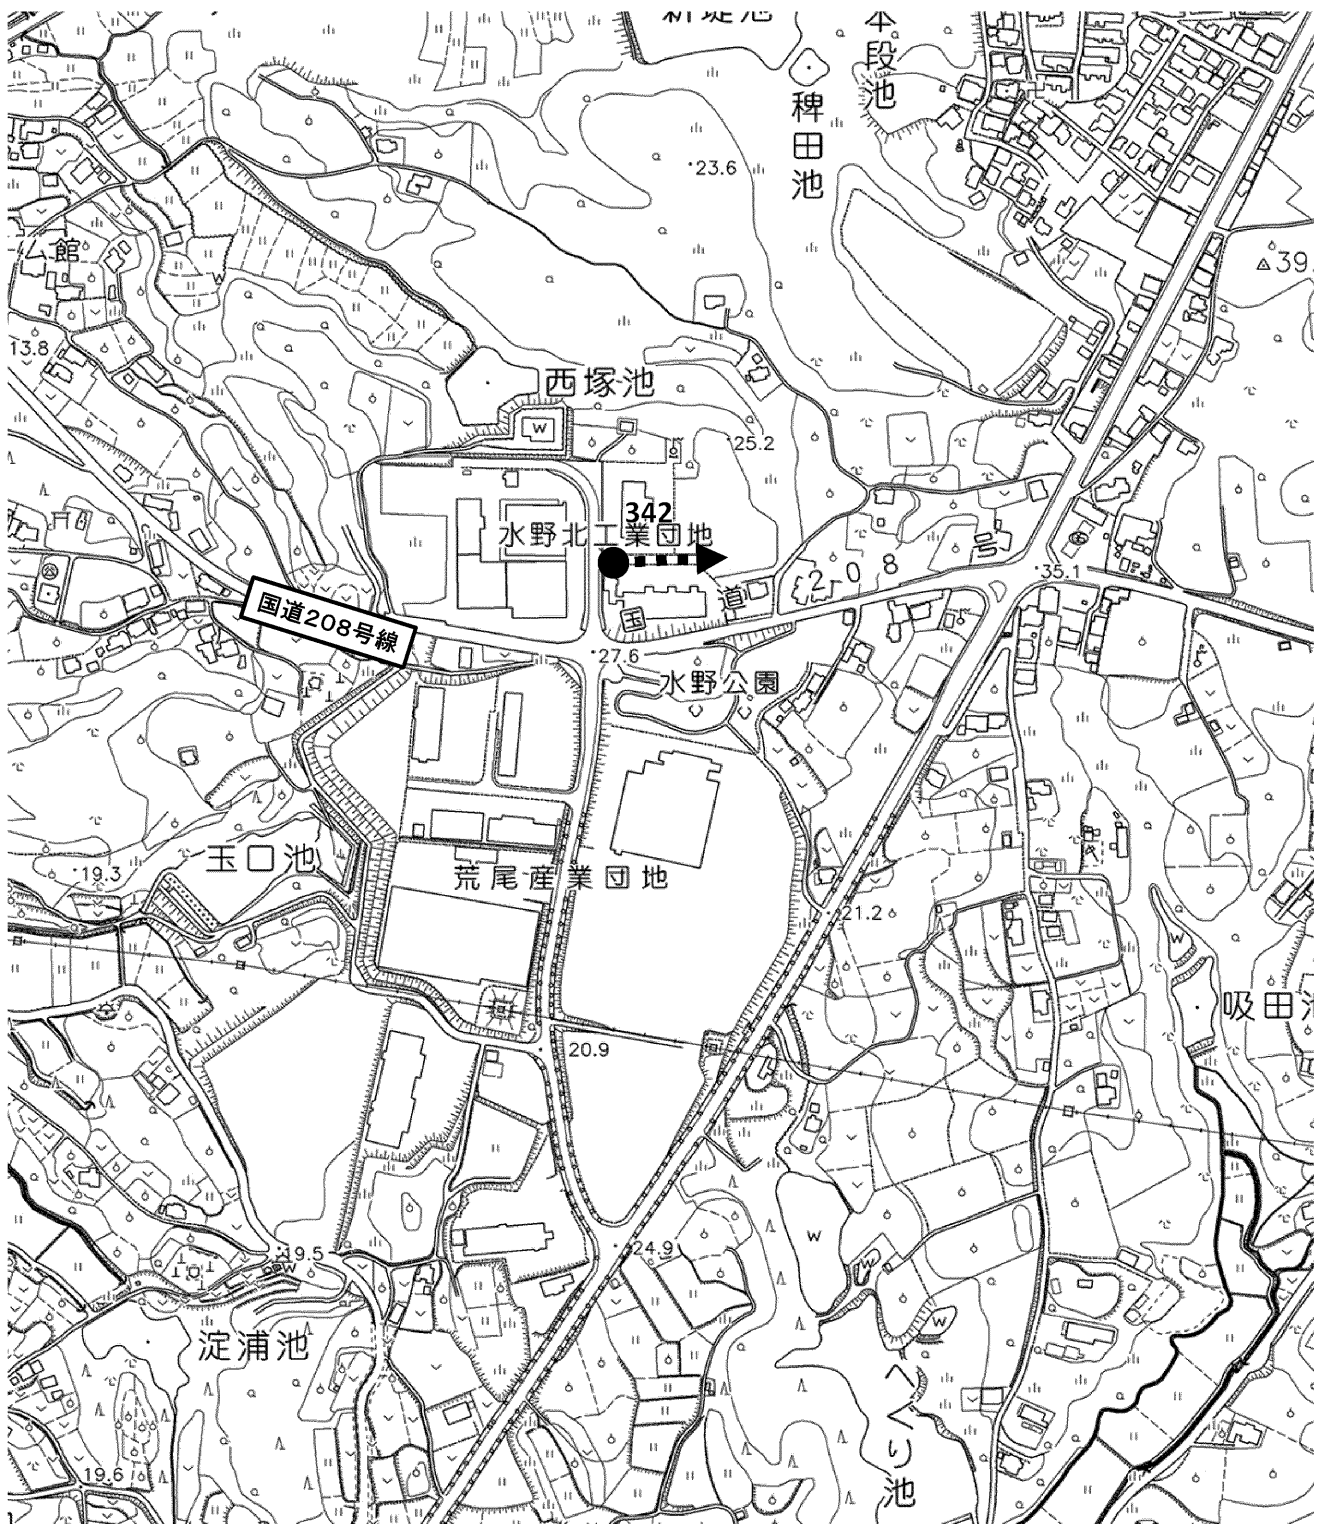 新堤池
本段池
稗田池
23.6
公館
39.
13.8
西塚池
W
W
25.2
342
水野北工業団地
国道208号
35.1
国道208号線
27.6
水野公園
玉口池
19.3
荒尾産業団地
21.2
W
吸田池
20.9
W
19.5
W
24.9
W
W
淀浦池
へべり池
19.6